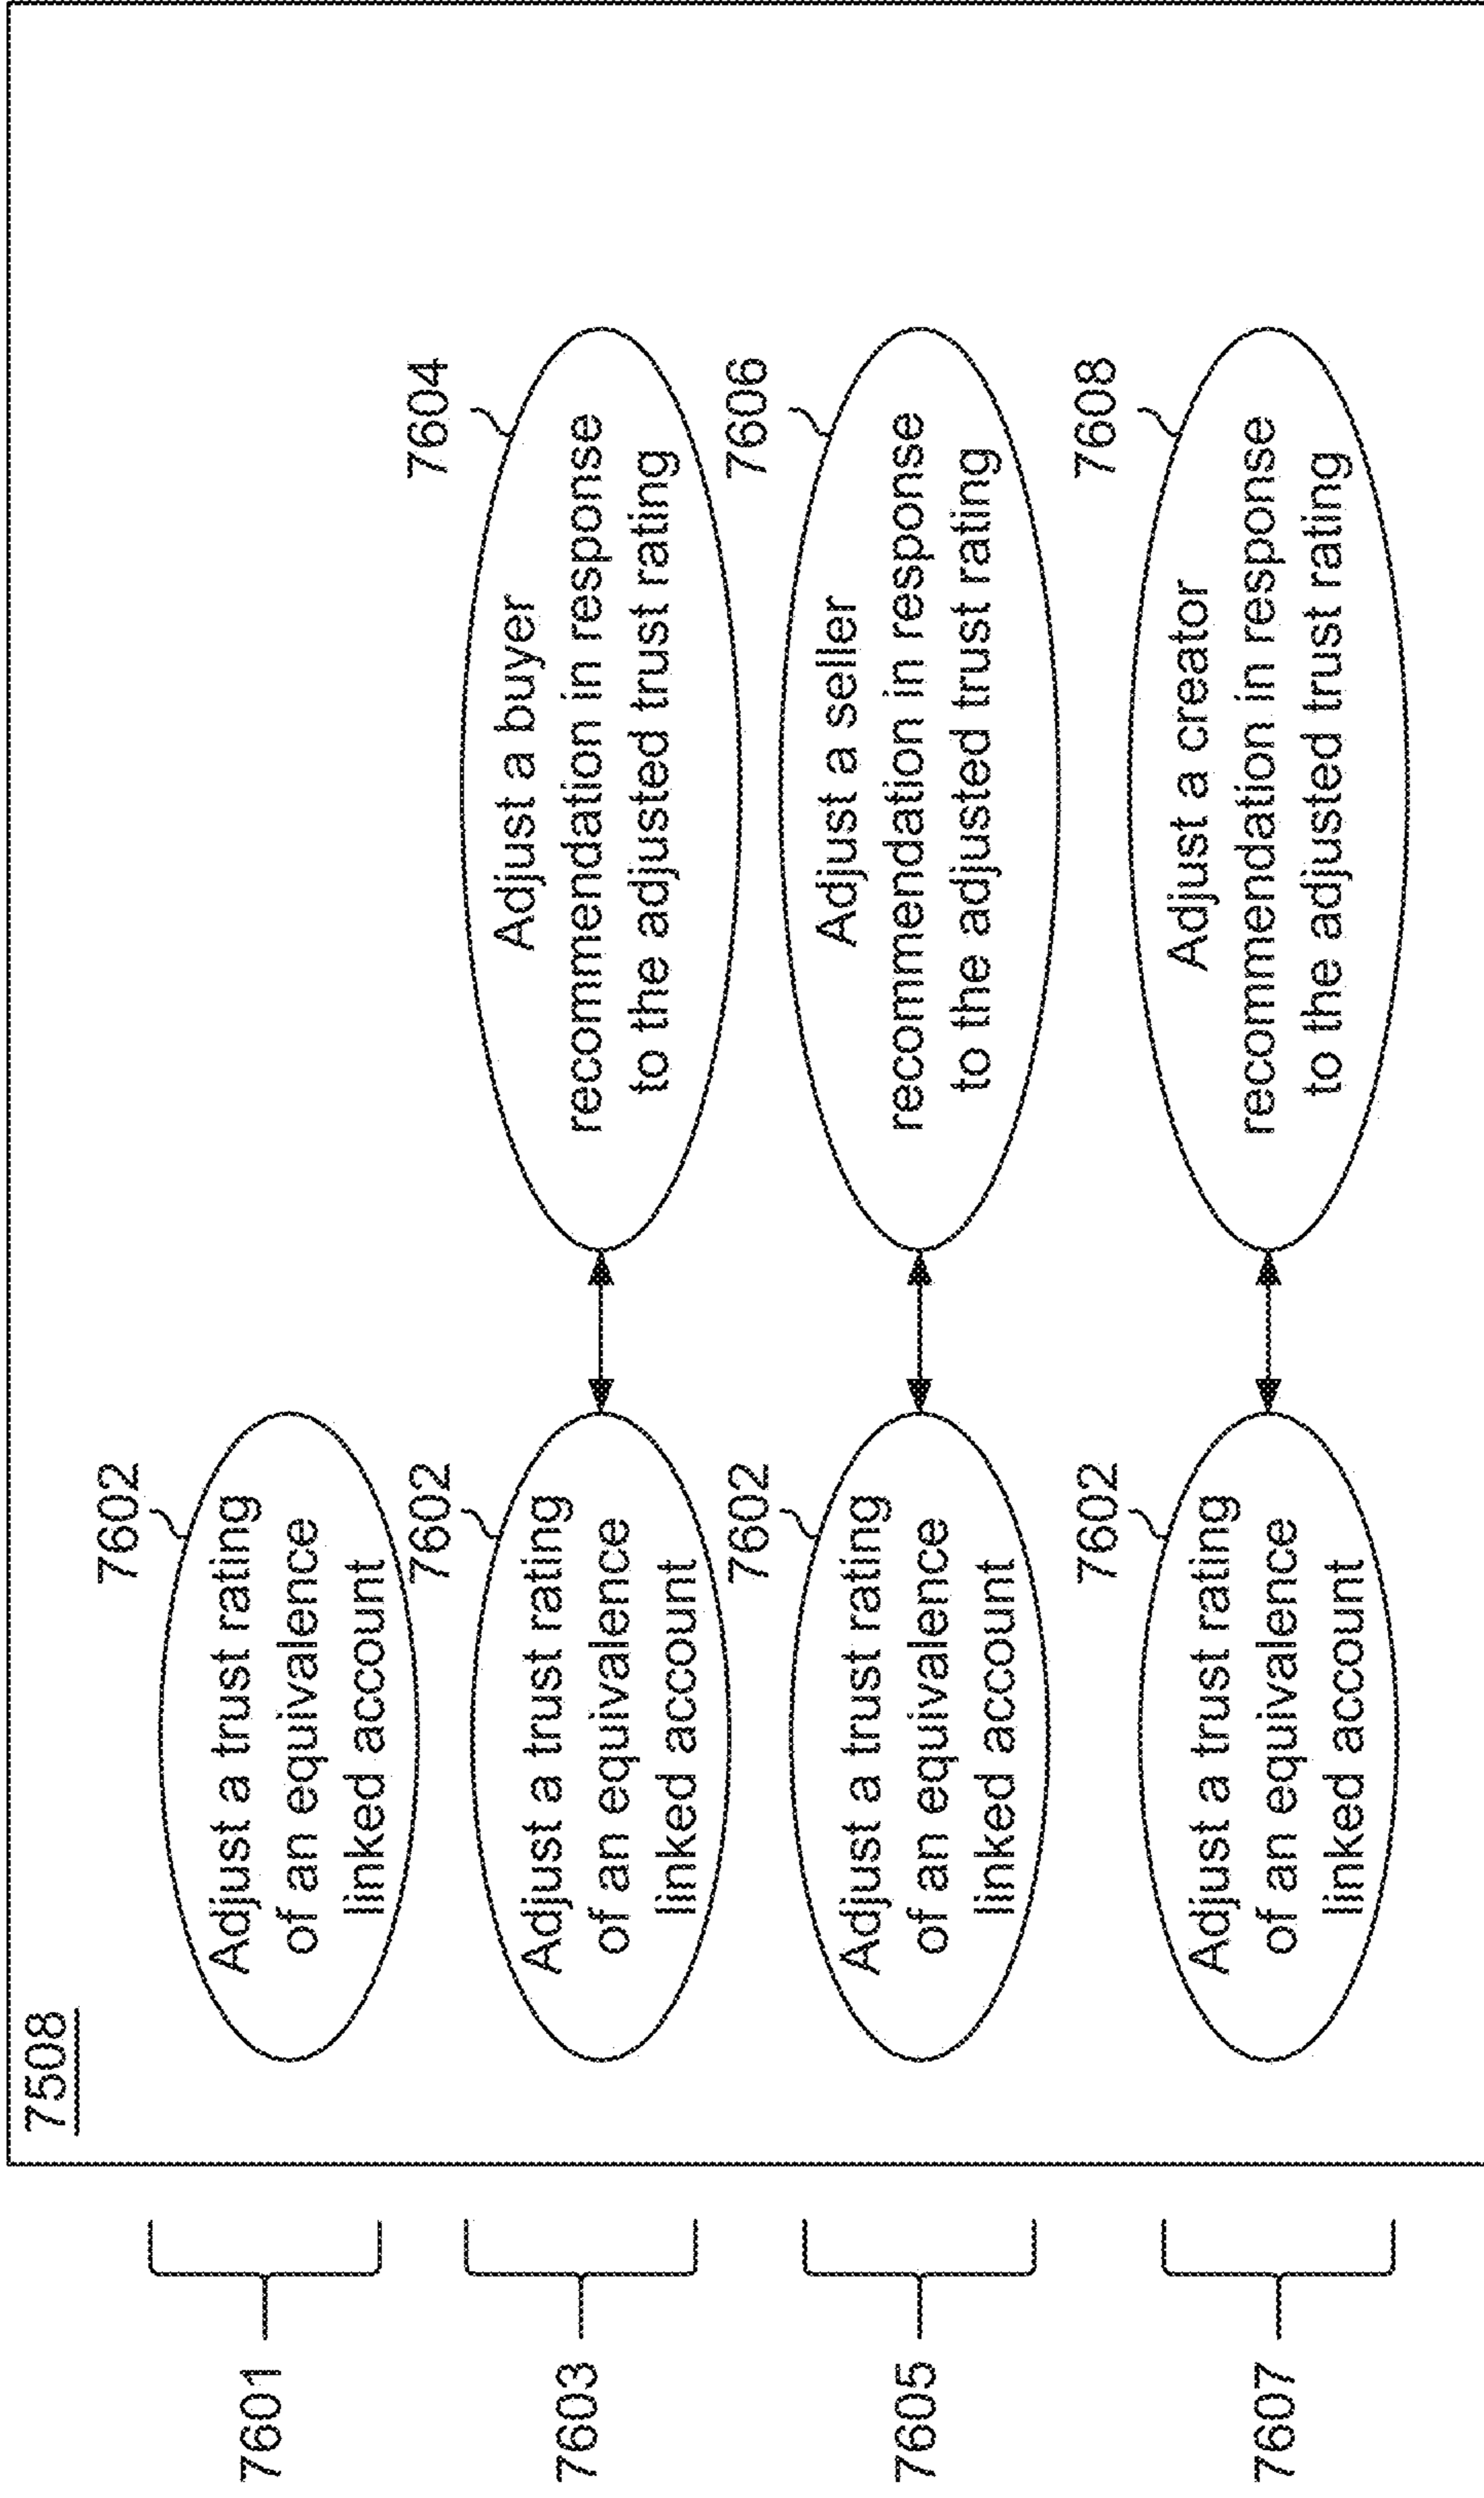 7508
7601
7602
Adjust a trust rating
of an equivalence
linked account
7603
7602
Adjust a trust rating
of an equivalence
linked account
7604
Adjust a buyer
recommendation in response
to the adjusted trust rating
7605
7602
Adjust a trust rating
of an equivalence
linked account
7606
Adjust a seller
recommendation in response
to the adjusted trust rating
7607
7602
Adjust a trust rating
of an equivalence
linked account
7608
Adjust a creator
recommendation in response
to the adjusted trust rating